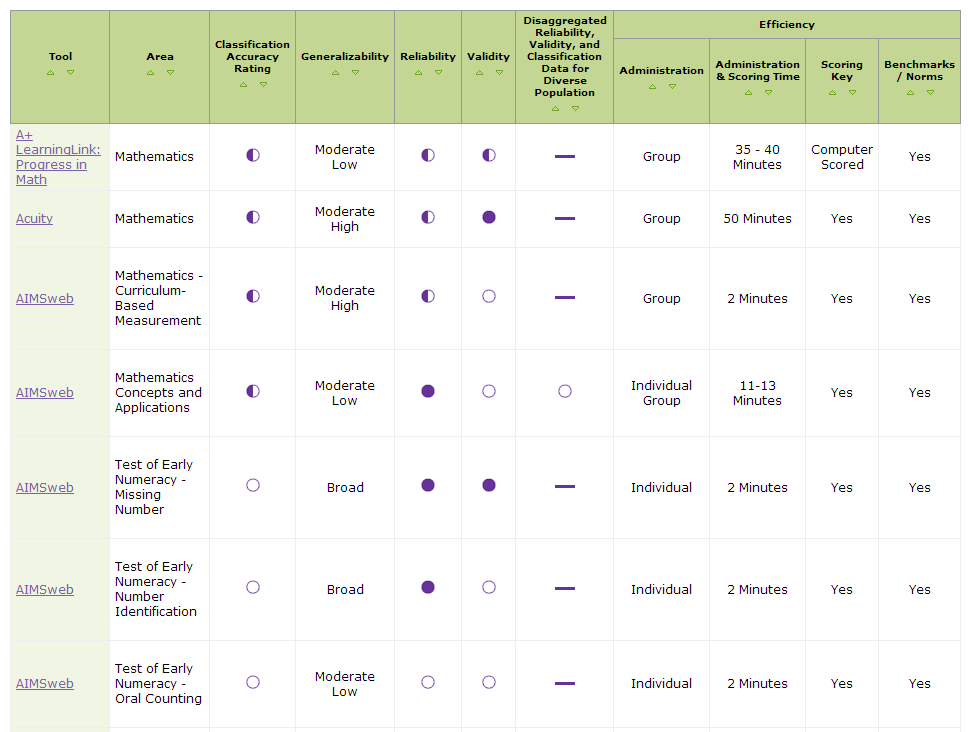 Tool
Area
Classification
Accuracy
Rating
Generalizability
Reliability
Validity
Disaggregated
Reliability,
Validity, and
Classification
Data for
Diverse
Population
Efficiency
Administration
Administration
& Scoring Time
Scoring
Key
Benchmarks
/ Norms
A+
LearningLink:
Progress in
Math
Mathematics
Moderate
Low
Group
35 - 40
Minutes
Computer
Scored
Yes
Acuity
Mathematics
Moderate
High
Group
50 Minutes
Yes
Yes
AIMSweb
Mathematics -
Curriculum-
Based
Measurement
Moderate
High
Group
2 Minutes
Yes
Yes
AIMSweb
Mathematics
Concepts and
Applications
Moderate
Low
Individual
Group
11-13
Minutes
Yes
Yes
AIMSweb
Test of Early
Numeracy -
Missing
Number
Broad
Individual
2 Minutes
Yes
Yes
AIMSweb
Test of Early
Numeracy -
Number
Identification
Broad
Individual
2 Minutes
Yes
Yes
AIMSweb
Test of Early
Numeracy -
Oral Counting
Moderate
Low
Individual
2 Minutes
Yes
Yes